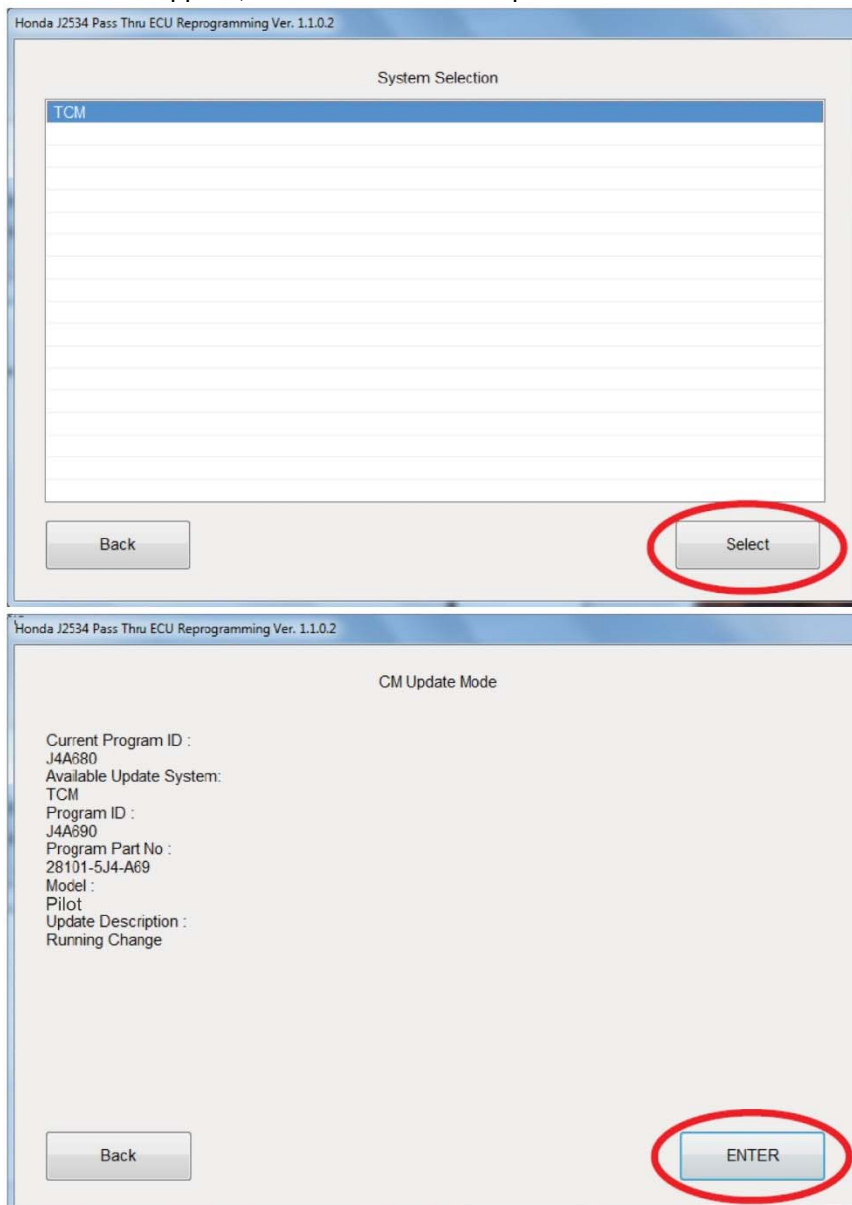 Honda J2534 Pass Thru ECU Reprogramming Ver. 1.1.0.2
System Selection
TCM
Back
Select
Honda J2534 Pass Thru ECU Reprogramming Ver. 1.1.0.2
CM Update Mode
Current Program ID :
J4A680
Available Update System:
TCM
Program ID :
J4A690
Program Part No :
28101-5J4-A69
Model :
Pilot
Update Description :
Running Change
Back
ENTER